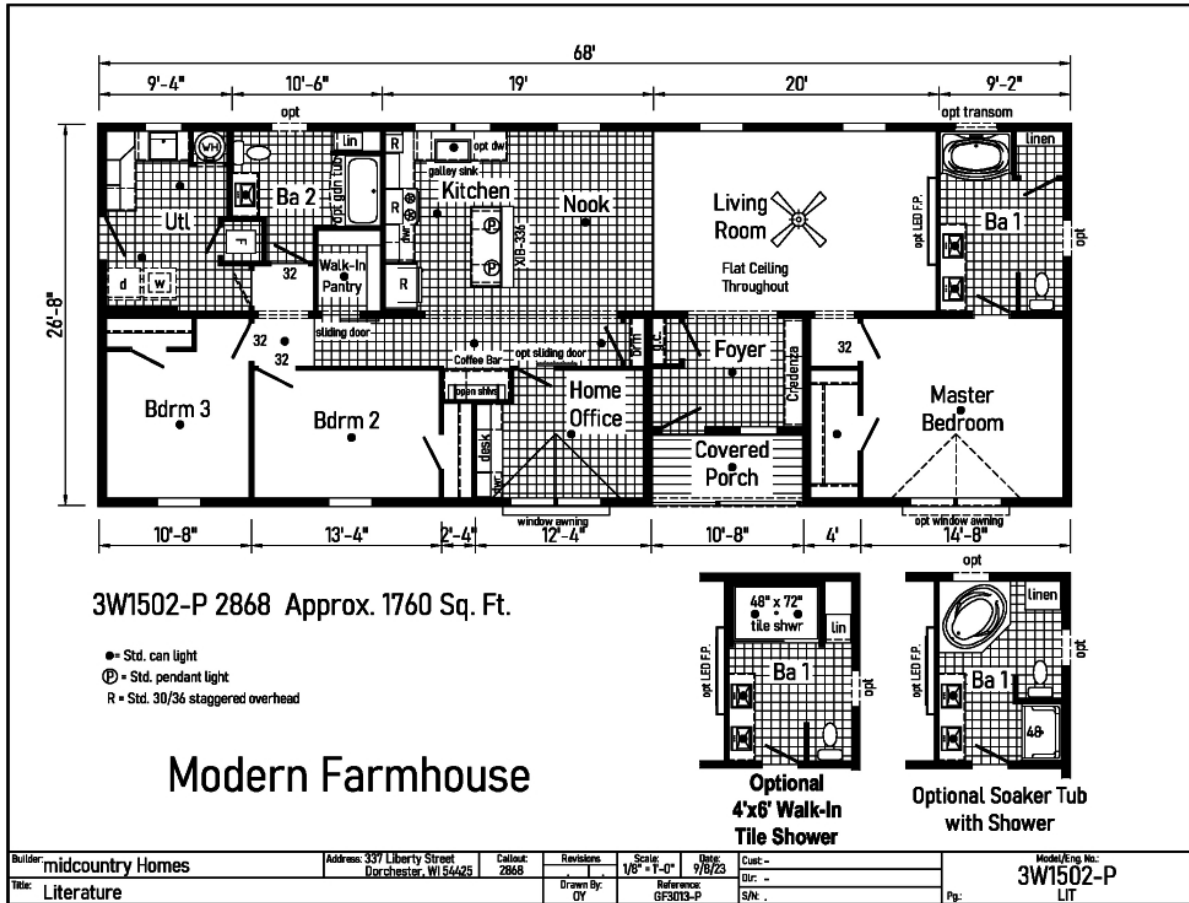 68'
9'-4" 10'-6" 19' 20' 9'-2"
opt
opt transom
26'-8"
WH
lin
R
opt dw
linen
galley sink
Kitchen
opt gdn tub
Ba 2
Utl
R
P
Nook
Living
Room
opt LED F.P.
Ba 1
opt
XIB-336
dwr
F
Walk-In
Pantry
P
Flat Ceiling
Throughout
32
d
w
R
sliding door
32
32
Coffee Bar
opt sliding door
brm
g.c.
Foyer
Credenza
32
open shlvs
Home
Office
Bdrm 3
Bdrm 2
desk
dwr
Master
Bedroom
Covered
Porch
window awning
opt window awning
10'-8" 13'-4" 2'-4" 12'-4" 10'-8" 4' 14'-8"
3W1502-P 2868 Approx. 1760 Sq. Ft.
= Std. can light
P = Std. pendant light
R = Std. 30/36 staggered overhead
Modern Farmhouse
48" x 72"
tile shwr
lin
opt LED F.P.
Ba 1
opt
Optional
4'x6' Walk-In
Tile Shower
opt
linen
opt LED F.P.
Ba 1
opt
48
Optional Soaker Tub
with Shower
Builder: midcountry Homes
Address: 337 Liberty Street
Dorchester, WI 54425
Callout:
2868
Revisions
Scale:
1/8" = 1'-0"
Date:
9/8/23
Cust: -
Dlr: -
S/N: .
Model/Eng. No.:
3W1502-P
Title: Literature
Drawn By:
OY
Reference:
GF3013-P
Pg.: LIT